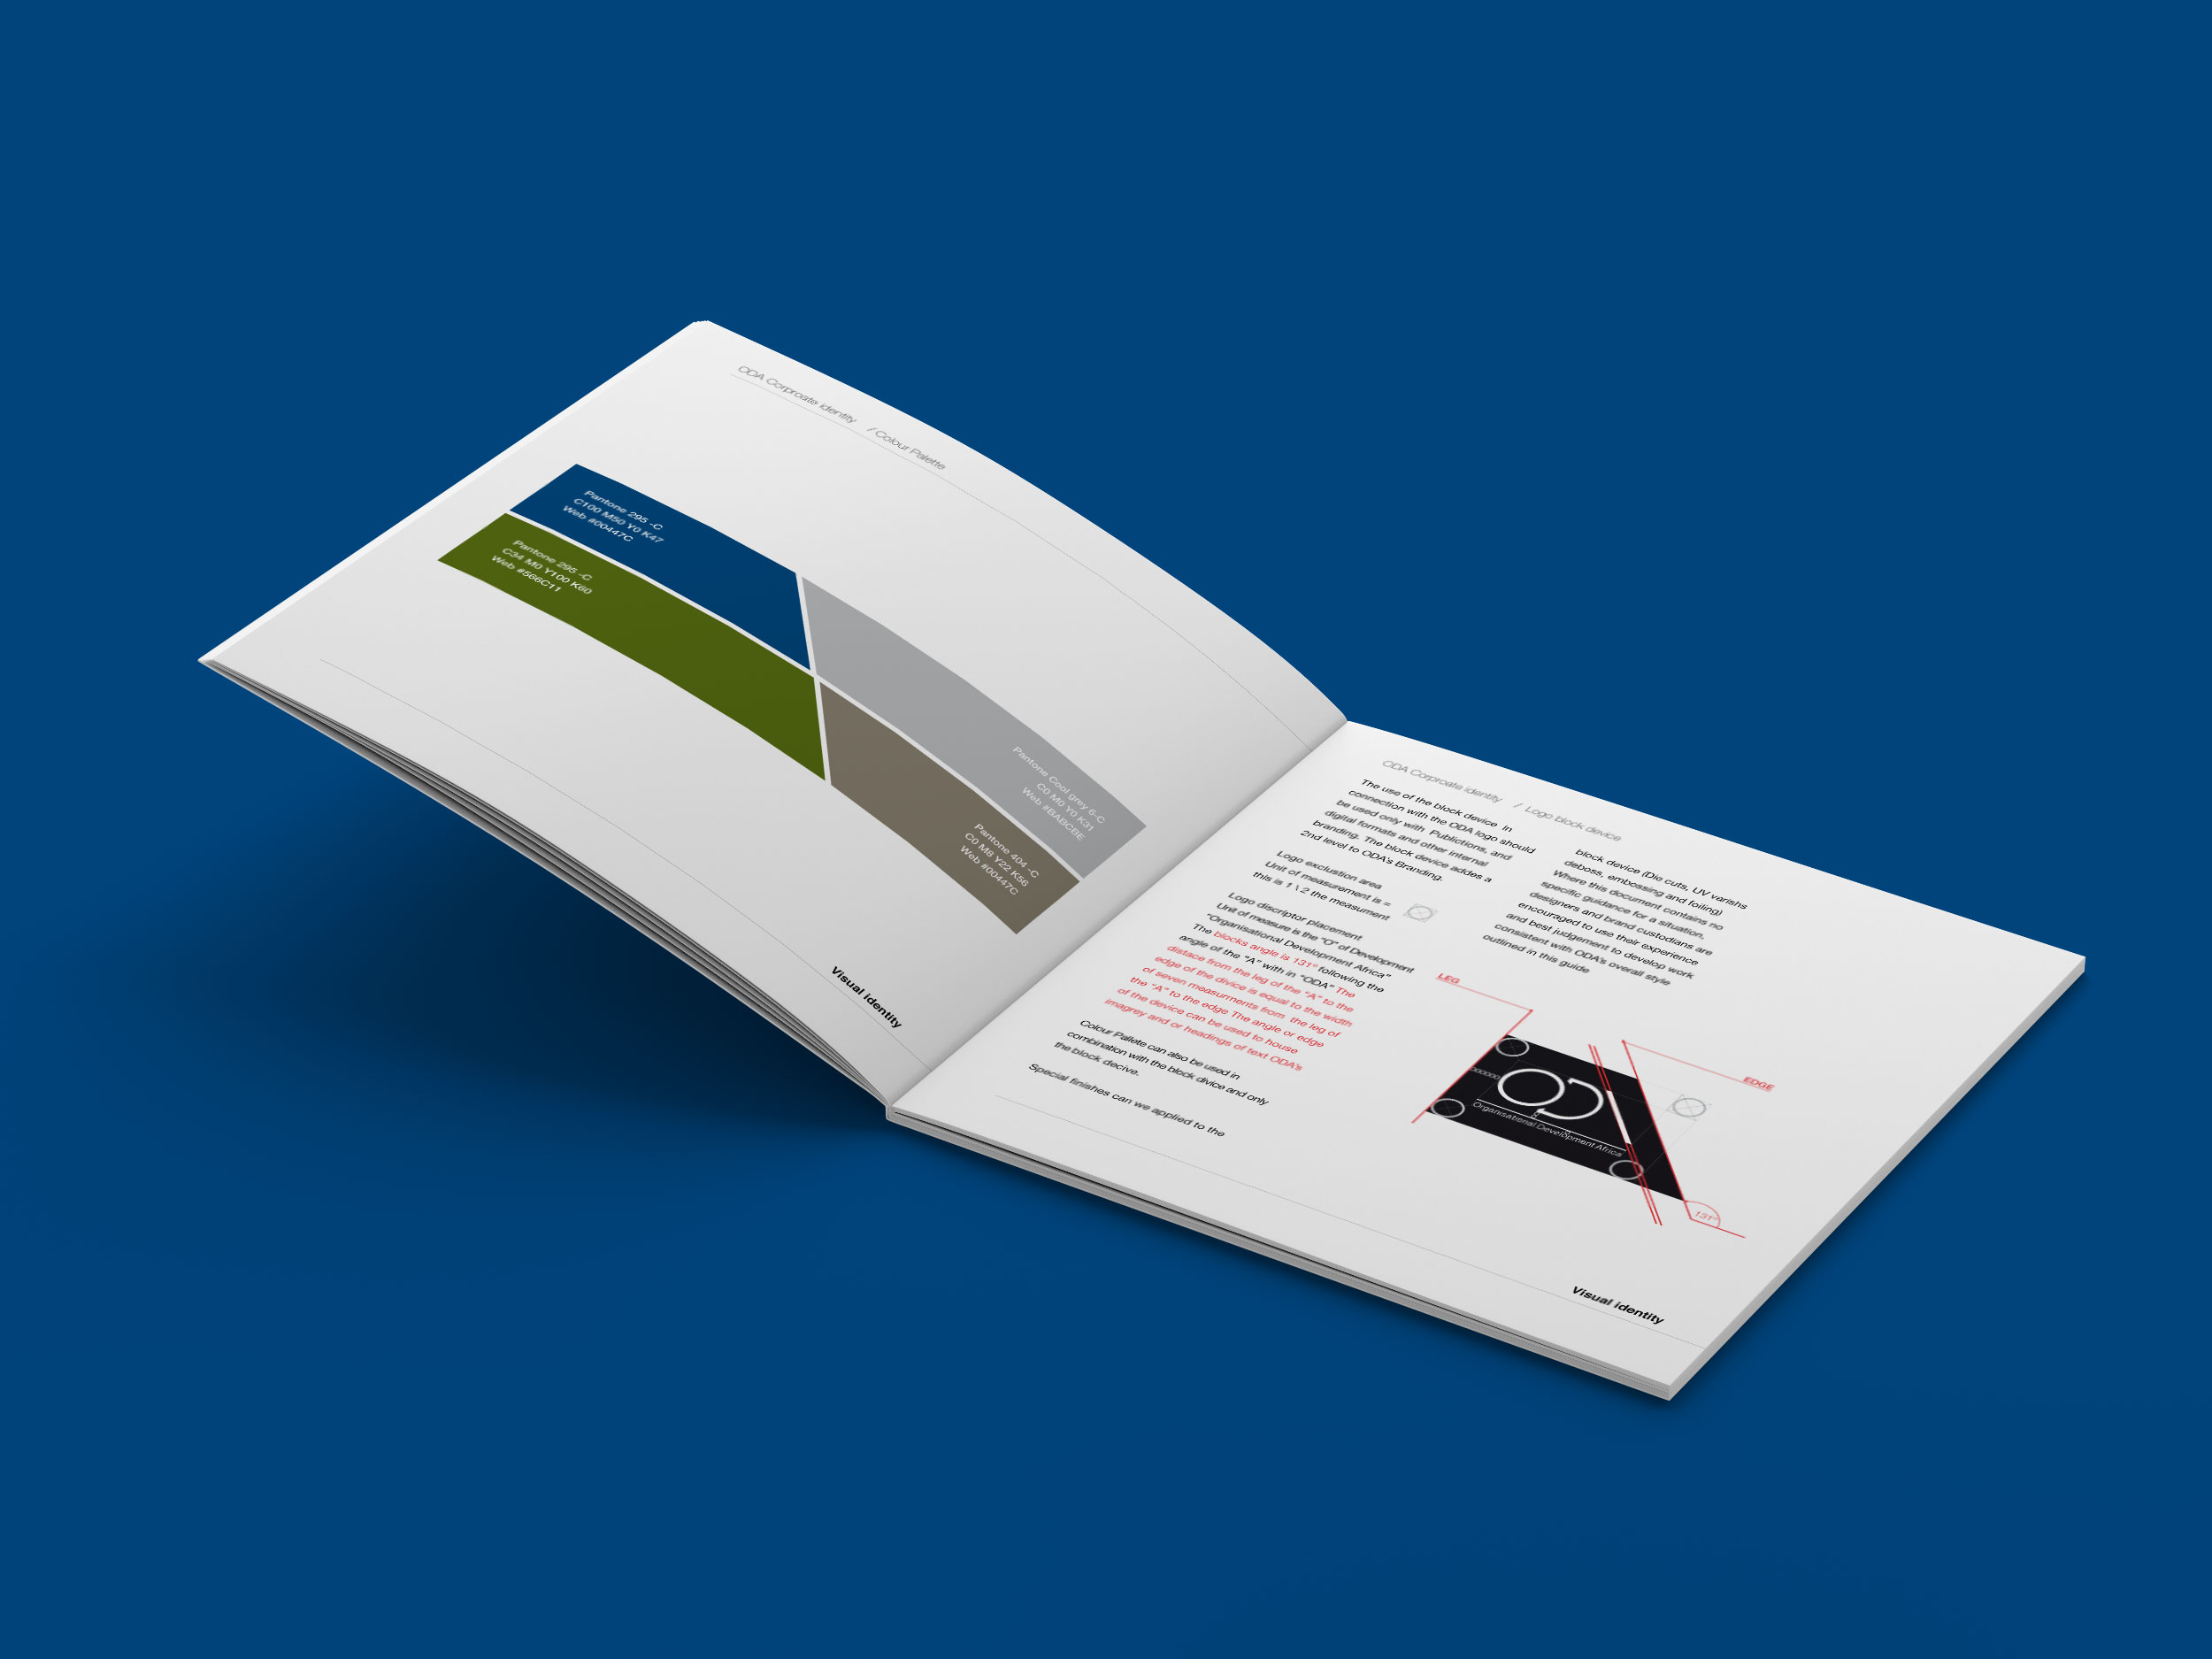 ODA Corproate identity / Colour Palette
Pantone 295 -C
C100 M50 Y0 K47
Web #00447C
Pantone 295 -C
C34 M0 Y100 K60
Web #566C11
Pantone Cool grey 6-C
C0 M0 Y0 K31
Web #BABCBE
Pantone 404 -C
C0 M8 Y22 K56
Web #00447C
Visual identity
ODA Corproate identity / Logo block device
The use of the block device in
connection with the ODA logo should
be used only with Publictions, and
digital formats and other internal
branding. The block device addes a
2nd level to ODA's Branding.
Logo exclustion area
Unit of measurement is =
this is 1 \ 2 the measument
Logo discriptor placement
Unit of measure is the "O" of Development
"Organisational Development Africa"
The blocks angle is 131° following the
angle of the "A" with in "ODA" The
distace from the leg of the "A" to the
edge of the divice is equal to the width
of seven measurments from the leg of
the "A" to the edge The angle or edge
of the device can be used to house
imagrey and or headings of text ODA's
Colour Pallete can also be used in
combination with the block divice and only
the block decive.
Special finishes can we applied to the
block device (Die cuts, UV varishs
deboss, embossing and foiling)
Where this document contains no
specific guidance for a situation,
designers and brand custodians are
encouraged to use their experience
and best judgement to develop work
consistent with ODA's overall style
outlined in this guide
LEG
EDGE
Organisational Development Africa
131°
Visual identity